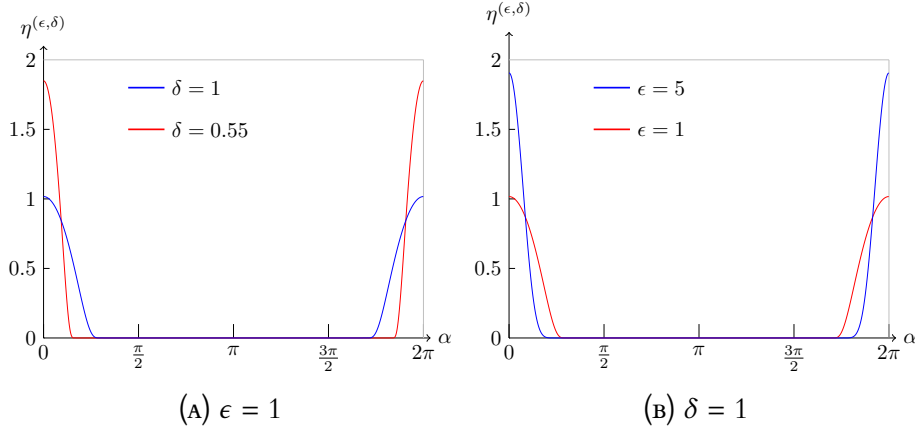 η^{(ϵ,δ)}
2
1.5
1
0.5
0
0 π/2 π 3π/2 2π α
δ = 1
δ = 0.55
(A) ϵ = 1
η^{(ϵ,δ)}
2
1.5
1
0.5
0
0 π/2 π 3π/2 2π α
ϵ = 5
ϵ = 1
(B) δ = 1